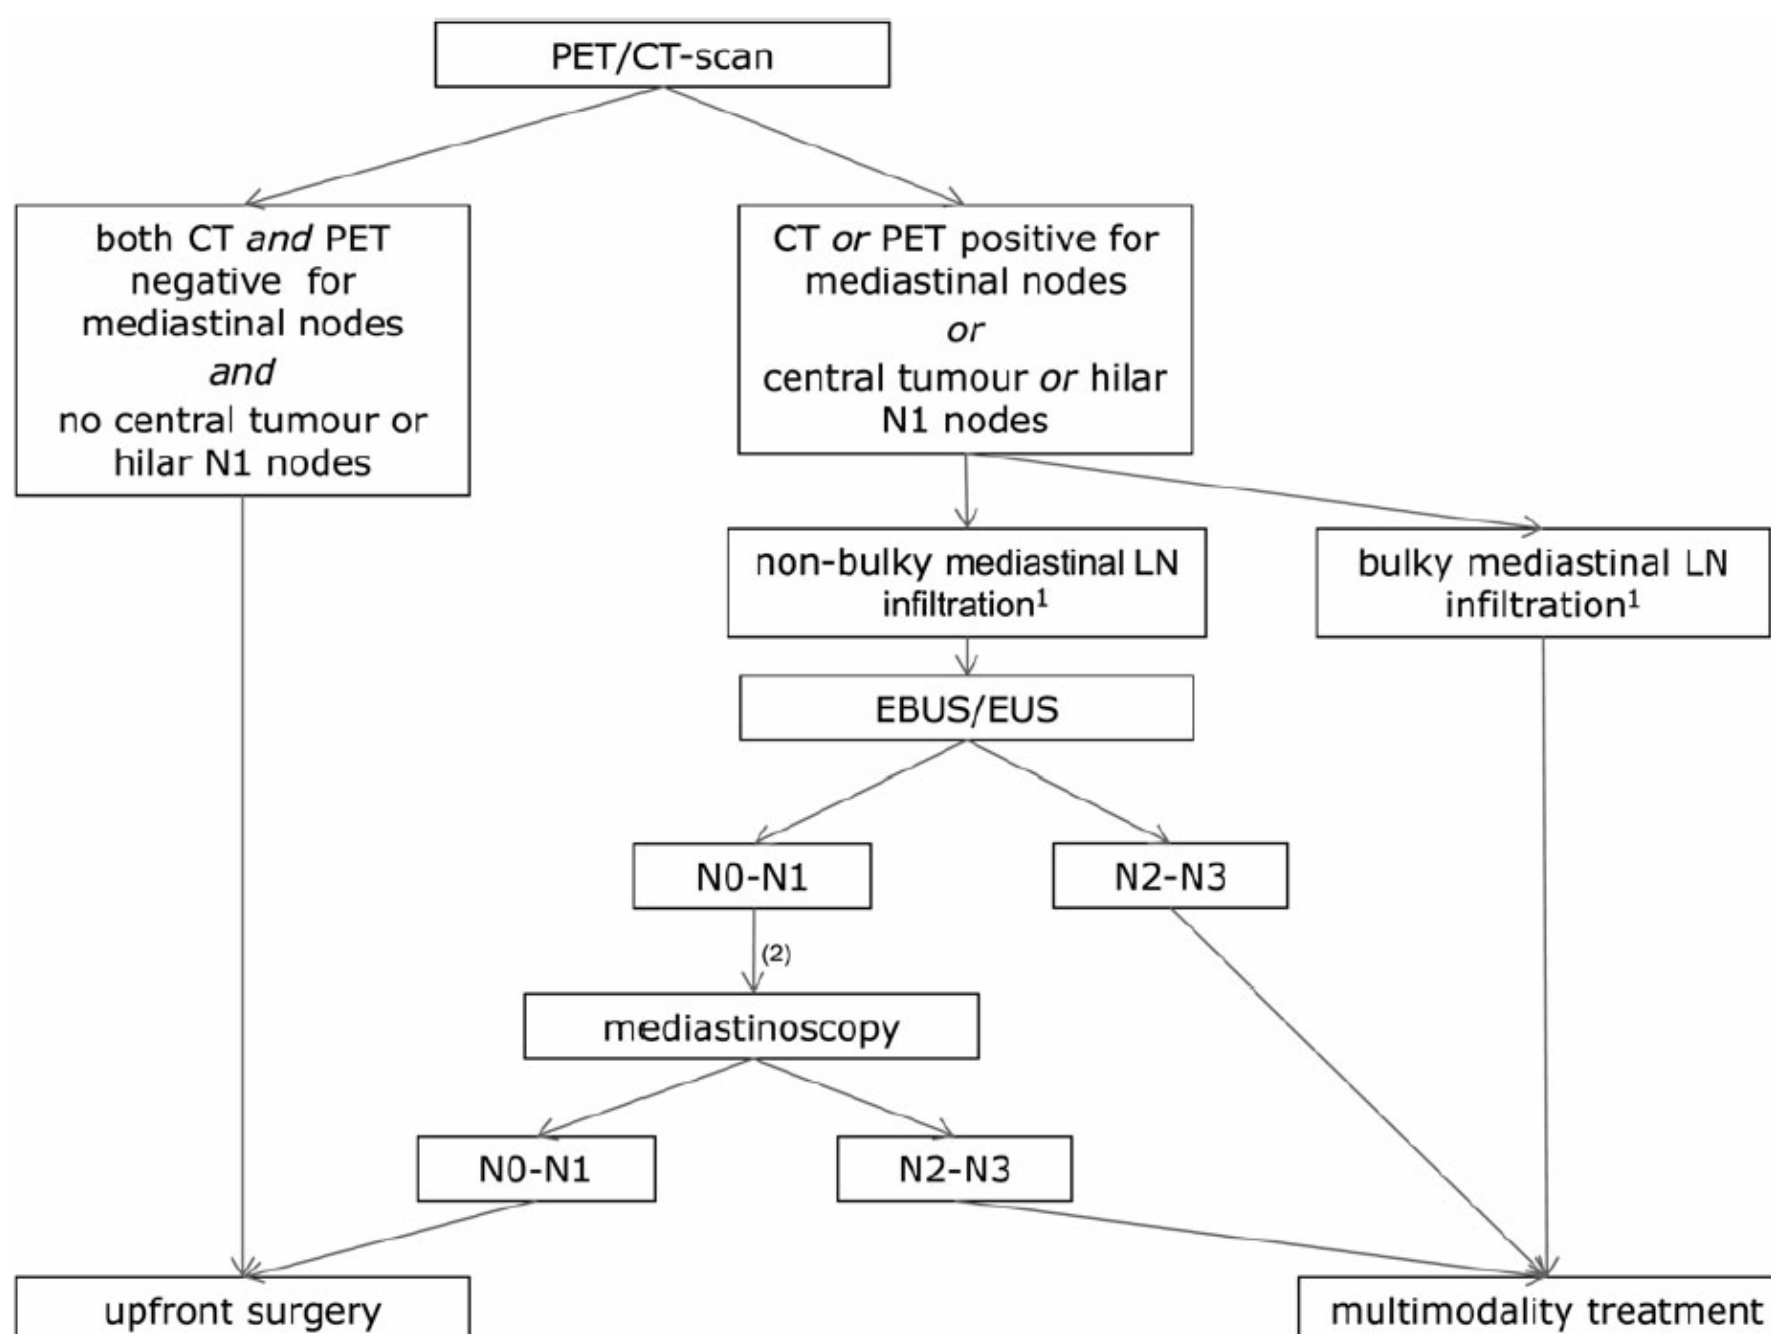 PET/CT-scan
both CT and PET
negative for
mediastinal nodes
and
no central tumour or
hilar N1 nodes
CT or PET positive for
mediastinal nodes
or
central tumour or hilar
N1 nodes
non-bulky mediastinal LN
infiltration¹
bulky mediastinal LN
infiltration¹
EBUS/EUS
N0-N1
N2-N3
(2)
mediastinoscopy
N0-N1
N2-N3
upfront surgery
multimodality treatment